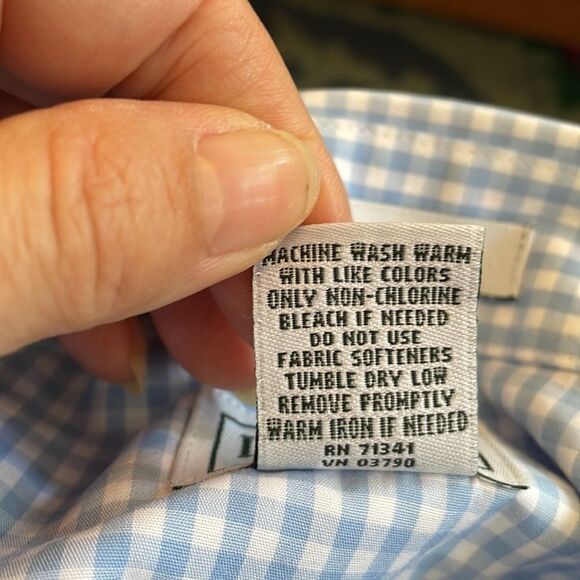 MACHINE WASH WARM
WITH LIKE COLORS
ONLY NON-CHLORINE
BLEACH IF NEEDED
DO NOT USE
FABRIC SOFTENERS
TUMBLE DRY LOW
REMOVE PROMPTLY
WARM IRON IF NEEDED
RN 71341
VN 03790